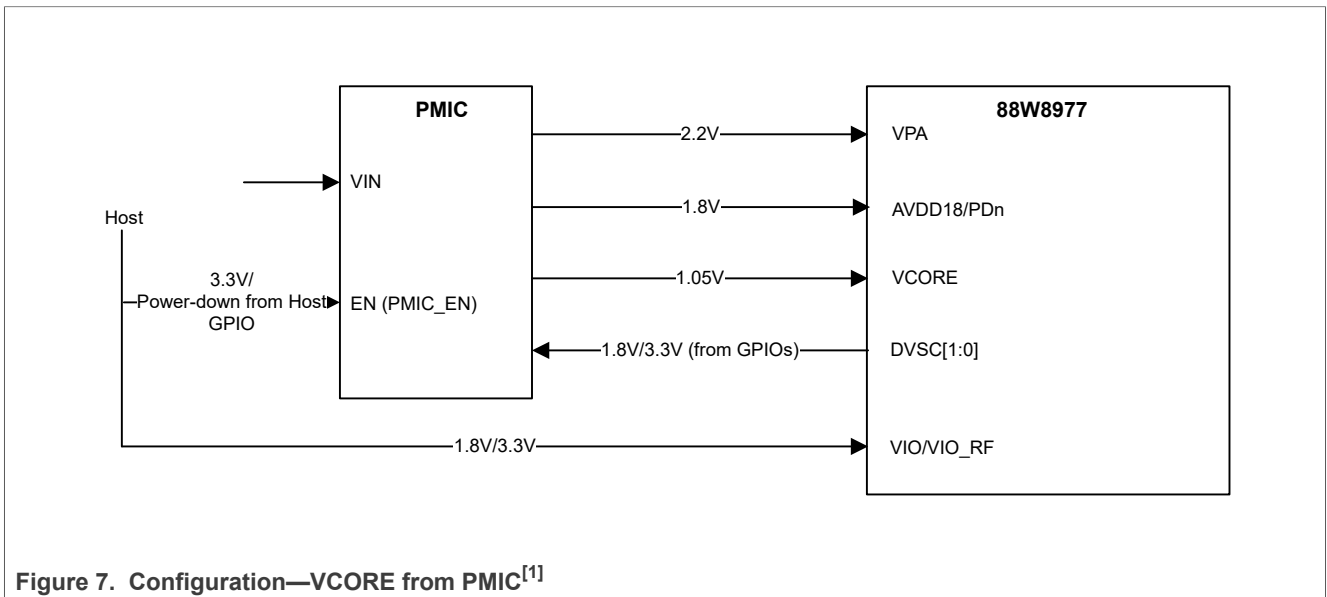 PMIC
88W8977
2.2V
VPA
VIN
1.8V
AVDD18/PDn
Host
3.3V/
Power-down from Host
GPIO
EN (PMIC_EN)
1.05V
VCORE
1.8V/3.3V (from GPIOs)
DVSC[1:0]
1.8V/3.3V
VIO/VIO_RF
Figure 7. Configuration—VCORE from PMIC[1]